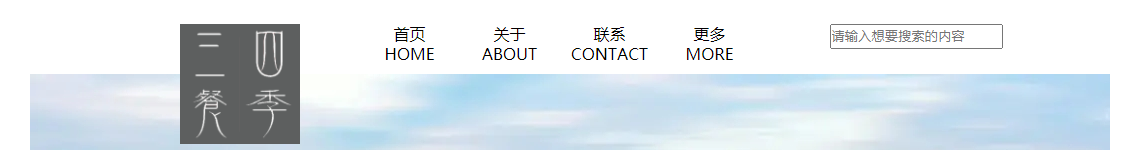 三 四
一 季
餐
首页
HOME
关于
ABOUT
联系
CONTACT
更多
MORE
请输入想要搜索的内容